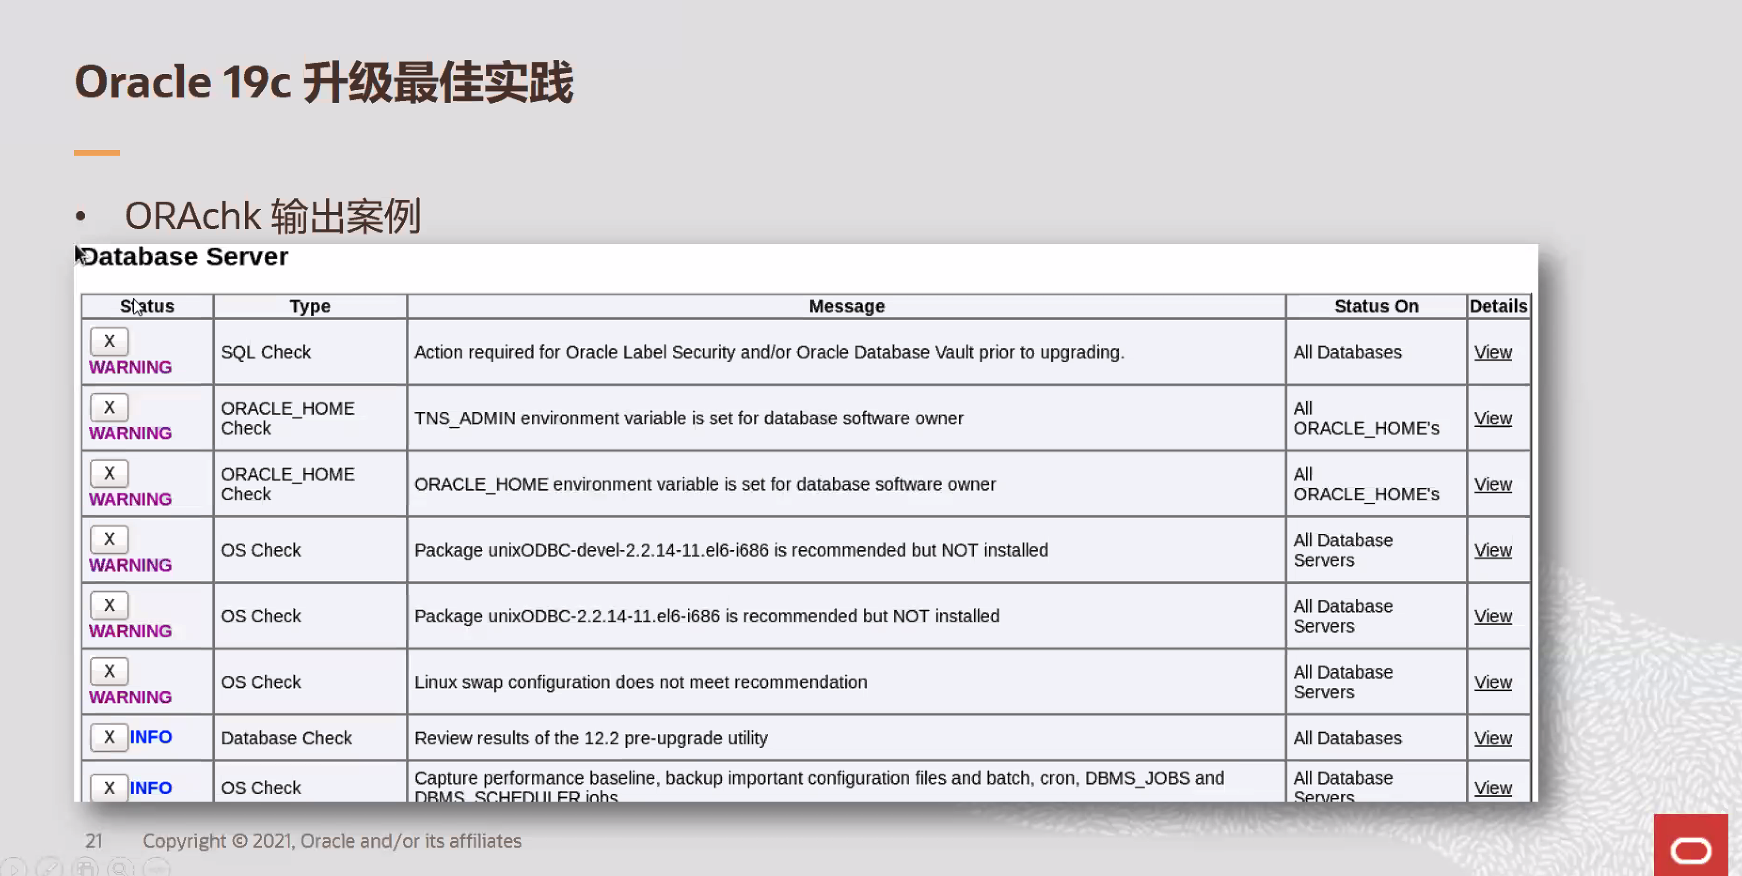 Oracle 19c 升级最佳实践
• ORAchk 输出案例
Database Server
Status Type Message Status On Details
X WARNING SQL Check Action required for Oracle Label Security and/or Oracle Database Vault prior to upgrading. All Databases View
X WARNING ORACLE_HOME Check TNS_ADMIN environment variable is set for database software owner All ORACLE_HOME's View
X WARNING ORACLE_HOME Check ORACLE_HOME environment variable is set for database software owner All ORACLE_HOME's View
X WARNING OS Check Package unixODBC-devel-2.2.14-11.el6-i686 is recommended but NOT installed All Database Servers View
X WARNING OS Check Package unixODBC-2.2.14-11.el6-i686 is recommended but NOT installed All Database Servers View
X WARNING OS Check Linux swap configuration does not meet recommendation All Database Servers View
X INFO Database Check Review results of the 12.2 pre-upgrade utility All Databases View
X INFO OS Check Capture performance baseline, backup important configuration files and batch, cron, DBMS_JOBS and DBMS_SCHEDULER jobs All Database Servers View
21 Copyright © 2021, Oracle and/or its affiliates